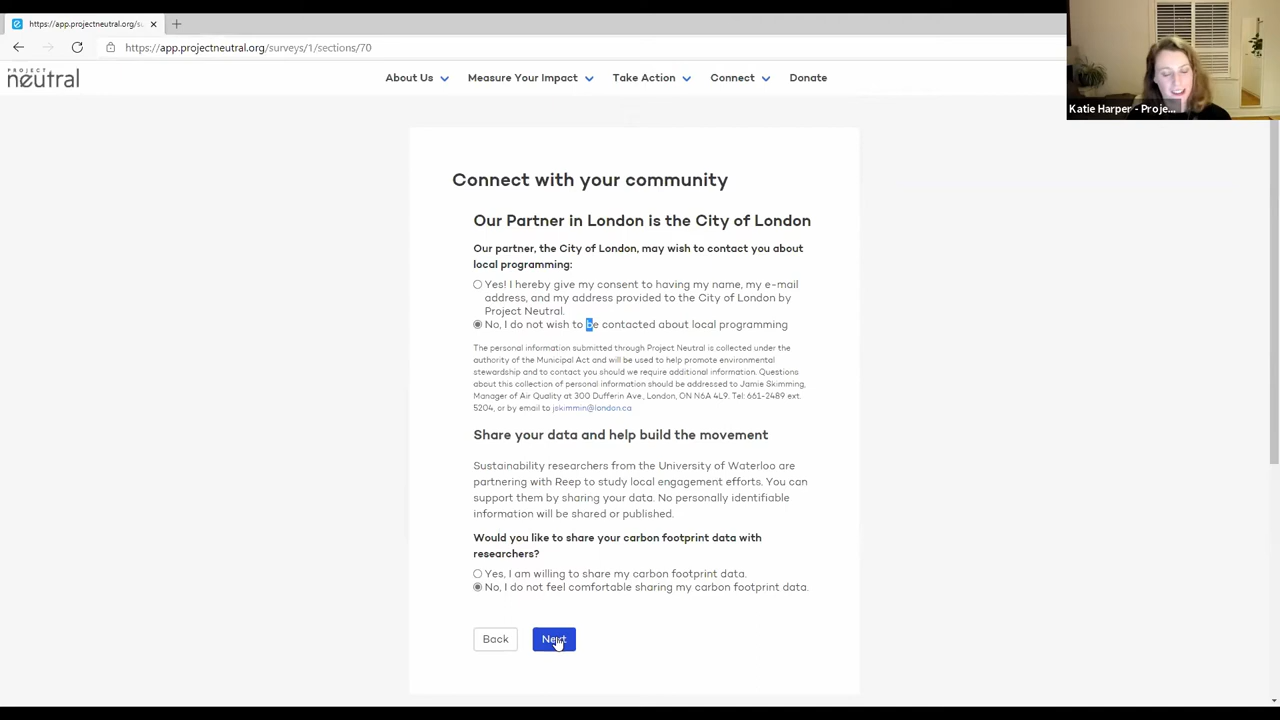 https://app.projectneutral.org/s
https://app.projectneutral.org/surveys/1/sections/70
PROJECT
neutral
About Us
Measure Your Impact
Take Action
Connect
Donate
Katie Harper - Proje...
Connect with your community
Our Partner in London is the City of London
Our partner, the City of London, may wish to contact you about
local programming:
Yes! I hereby give my consent to having my name, my e-mail
address, and my address provided to the City of London by
Project Neutral.
No, I do not wish to be contacted about local programming
The personal information submitted through Project Neutral is collected under the
authority of the Municipal Act and will be used to help promote environmental
stewardship and to contact you should we require additional information. Questions
about this collection of personal information should be addressed to Jamie Skimming,
Manager of Air Quality at 300 Dufferin Ave., London, ON N6A 4L9. Tel: 661-2489 ext.
5204, or by email to jskimmin@london.ca
Share your data and help build the movement
Sustainability researchers from the University of Waterloo are
partnering with Reep to study local engagement efforts. You can
support them by sharing your data. No personally identifiable
information will be shared or published.
Would you like to share your carbon footprint data with
researchers?
Yes, I am willing to share my carbon footprint data.
No, I do not feel comfortable sharing my carbon footprint data.
Back
Next